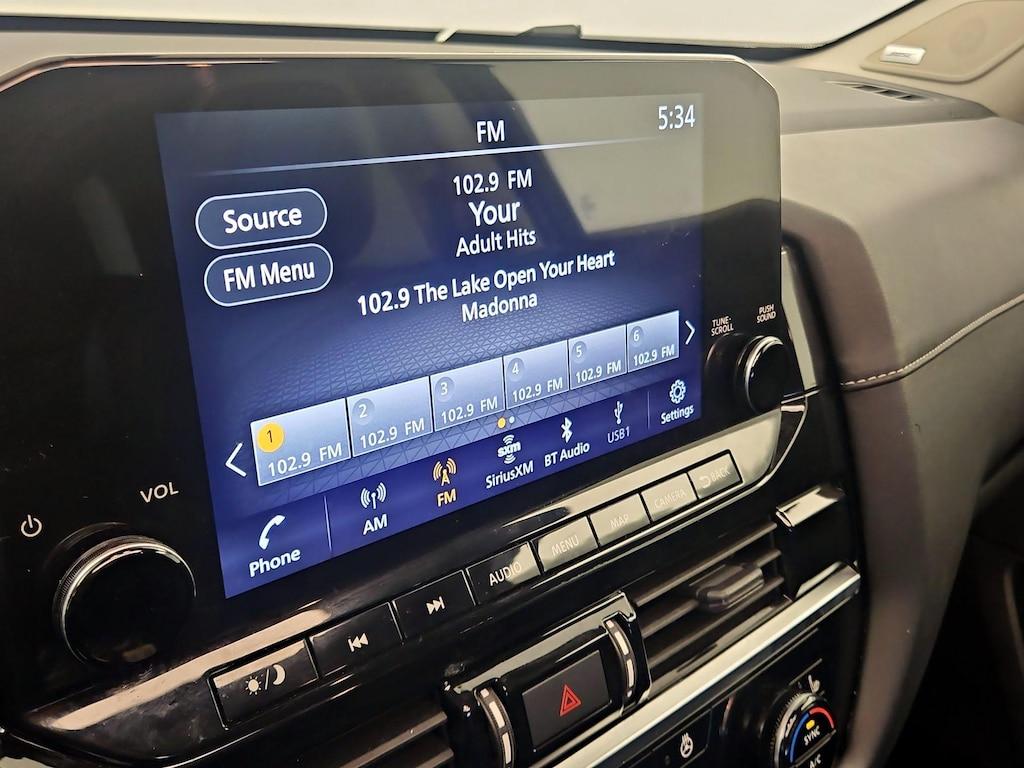 FM
5:34
Source
FM Menu
102.9 FM
Your
Adult Hits
102.9 The Lake Open Your Heart
Madonna
1
102.9 FM
2
102.9 FM
3
102.9 FM
4
102.9 FM
5
102.9 FM
6
102.9 FM
Phone
AM
FM
sxm
SiriusXM
BT Audio
USB1
Settings
TUNE·
SCROLL
PUSH
SOUND
VOL
AUDIO
MENU
MAP
CAMERA
BACK
SYNC
A/C